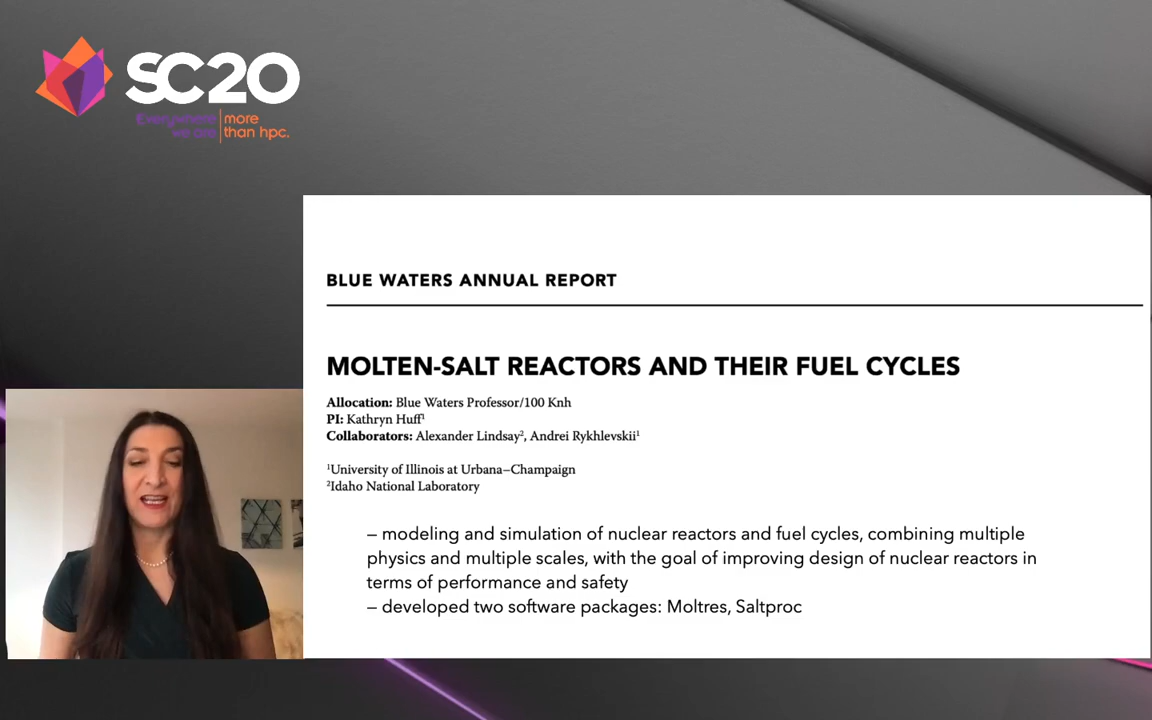 SC20
Everywhere more
we are than hpc.
BLUE WATERS ANNUAL REPORT
MOLTEN-SALT REACTORS AND THEIR FUEL CYCLES
Allocation: Blue Waters Professor/100 Knh
PI: Kathryn Huff¹
Collaborators: Alexander Lindsay², Andrei Rykhlevskii¹
¹University of Illinois at Urbana–Champaign
²Idaho National Laboratory
– modeling and simulation of nuclear reactors and fuel cycles, combining multiple
physics and multiple scales, with the goal of improving design of nuclear reactors in
terms of performance and safety
– developed two software packages: Moltres, Saltproc